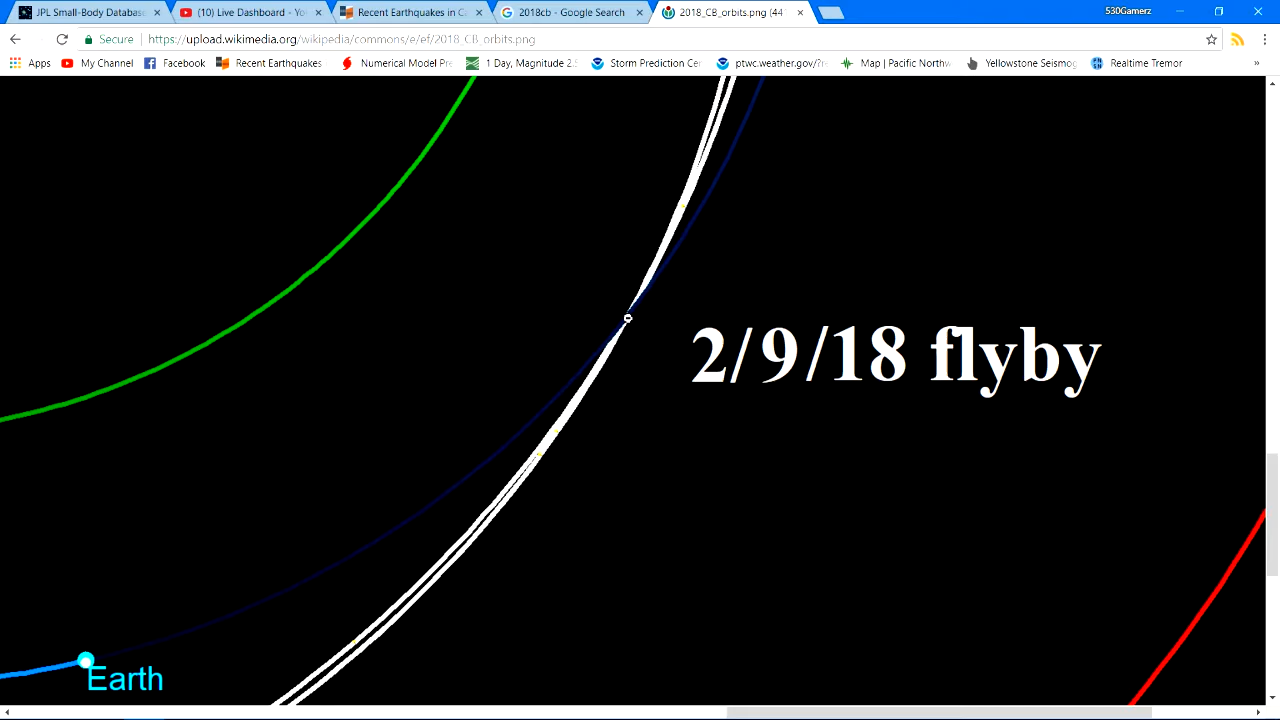 JPL Small-Body Database
(10) Live Dashboard - Yo
Recent Earthquakes in C
2018cb - Google Search
2018_CB_orbits.png (44
530Gamerz
Secure
https://upload.wikimedia.org/wikipedia/commons/e/ef/2018_CB_orbits.png
Apps
My Channel
Facebook
Recent Earthquakes
Numerical Model Pre
1 Day, Magnitude 2.5
Storm Prediction Cen
ptwc.weather.gov/?r
Map | Pacific Northw
Yellowstone Seismog
Realtime Tremor
»
2/9/18 flyby
Earth